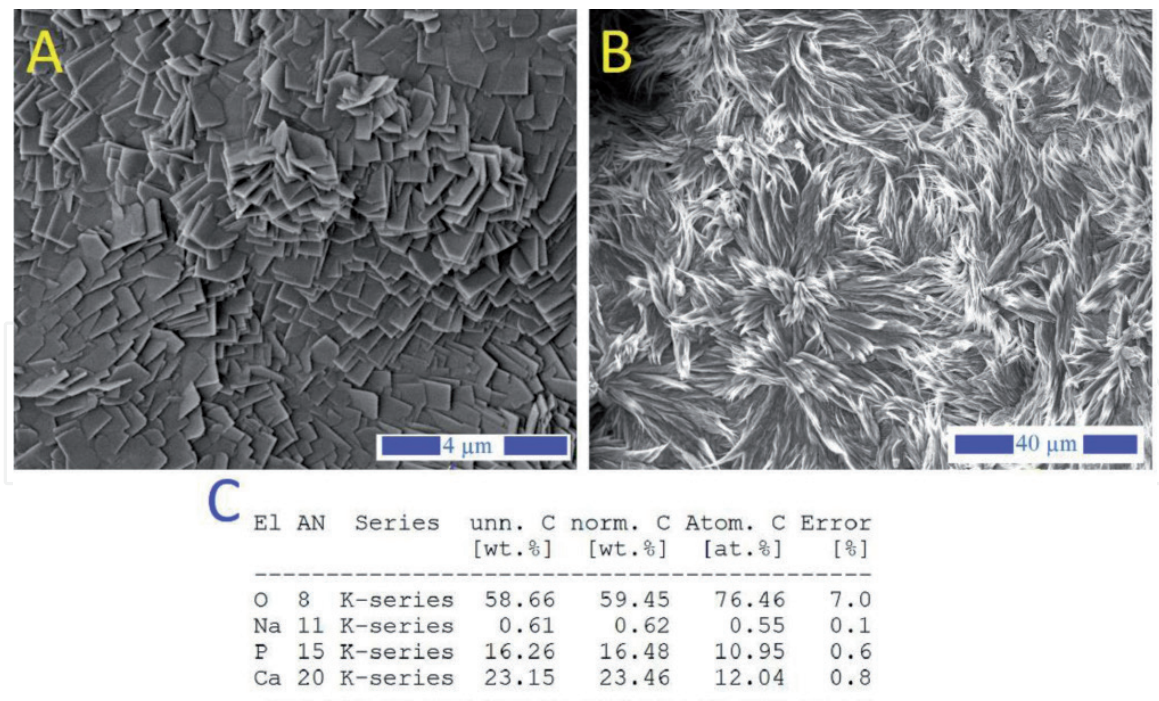 A
B
4 µm
40 µm
C
El AN Series unn. C norm. C Atom. C Error
[wt.%] [wt.%] [at.%] [%]
O 8 K-series 58.66 59.45 76.46 7.0
Na 11 K-series 0.61 0.62 0.55 0.1
P 15 K-series 16.26 16.48 10.95 0.6
Ca 20 K-series 23.15 23.46 12.04 0.8